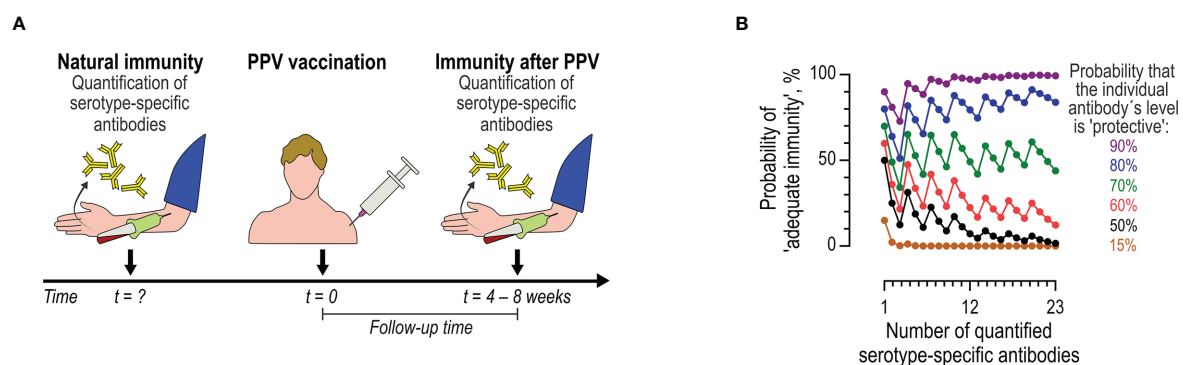 A
Natural immunity
Quantification of
serotype-specific
antibodies
PPV vaccination
Immunity after PPV
Quantification of
serotype-specific
antibodies
Time
t = ?
t = 0
t = 4 – 8 weeks
Follow-up time
B
Probability of
'adequate immunity', %
100
50
0
1
12
23
Number of quantified
serotype-specific antibodies
Probability that
the individual
antibody´s level
is 'protective':
90%
80%
70%
60%
50%
15%